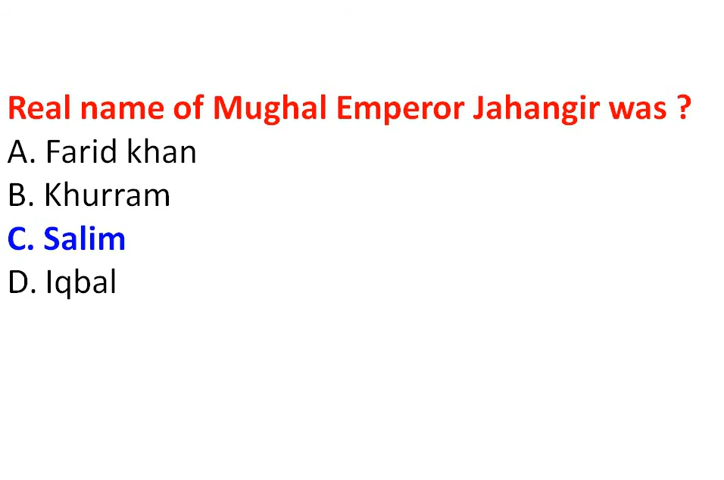 Real name of Mughal Emperor Jahangir was ?
A. Farid khan
B. Khurram
C. Salim
D. Iqbal